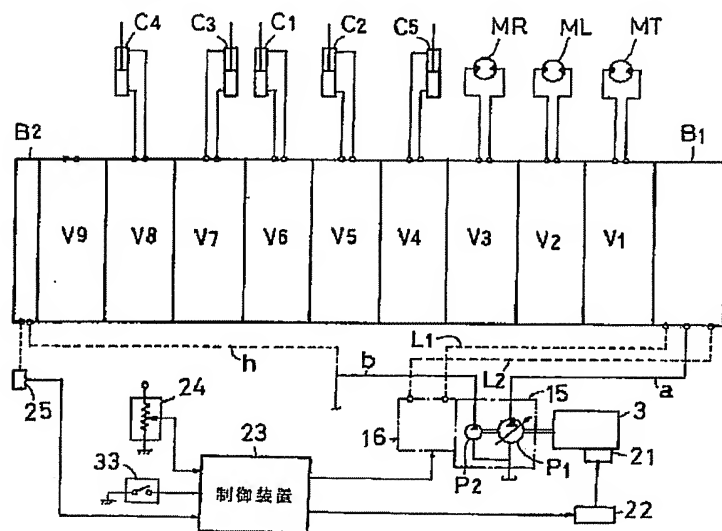 C4 C3 C1 C2 C5 MR ML MT
B2 B1
V9 V8 V7 V6 V5 V4 V3 V2 V1
L1
h b L2 a
24 15 3
25 16 21
23
33 P2 P1
制御装置 22